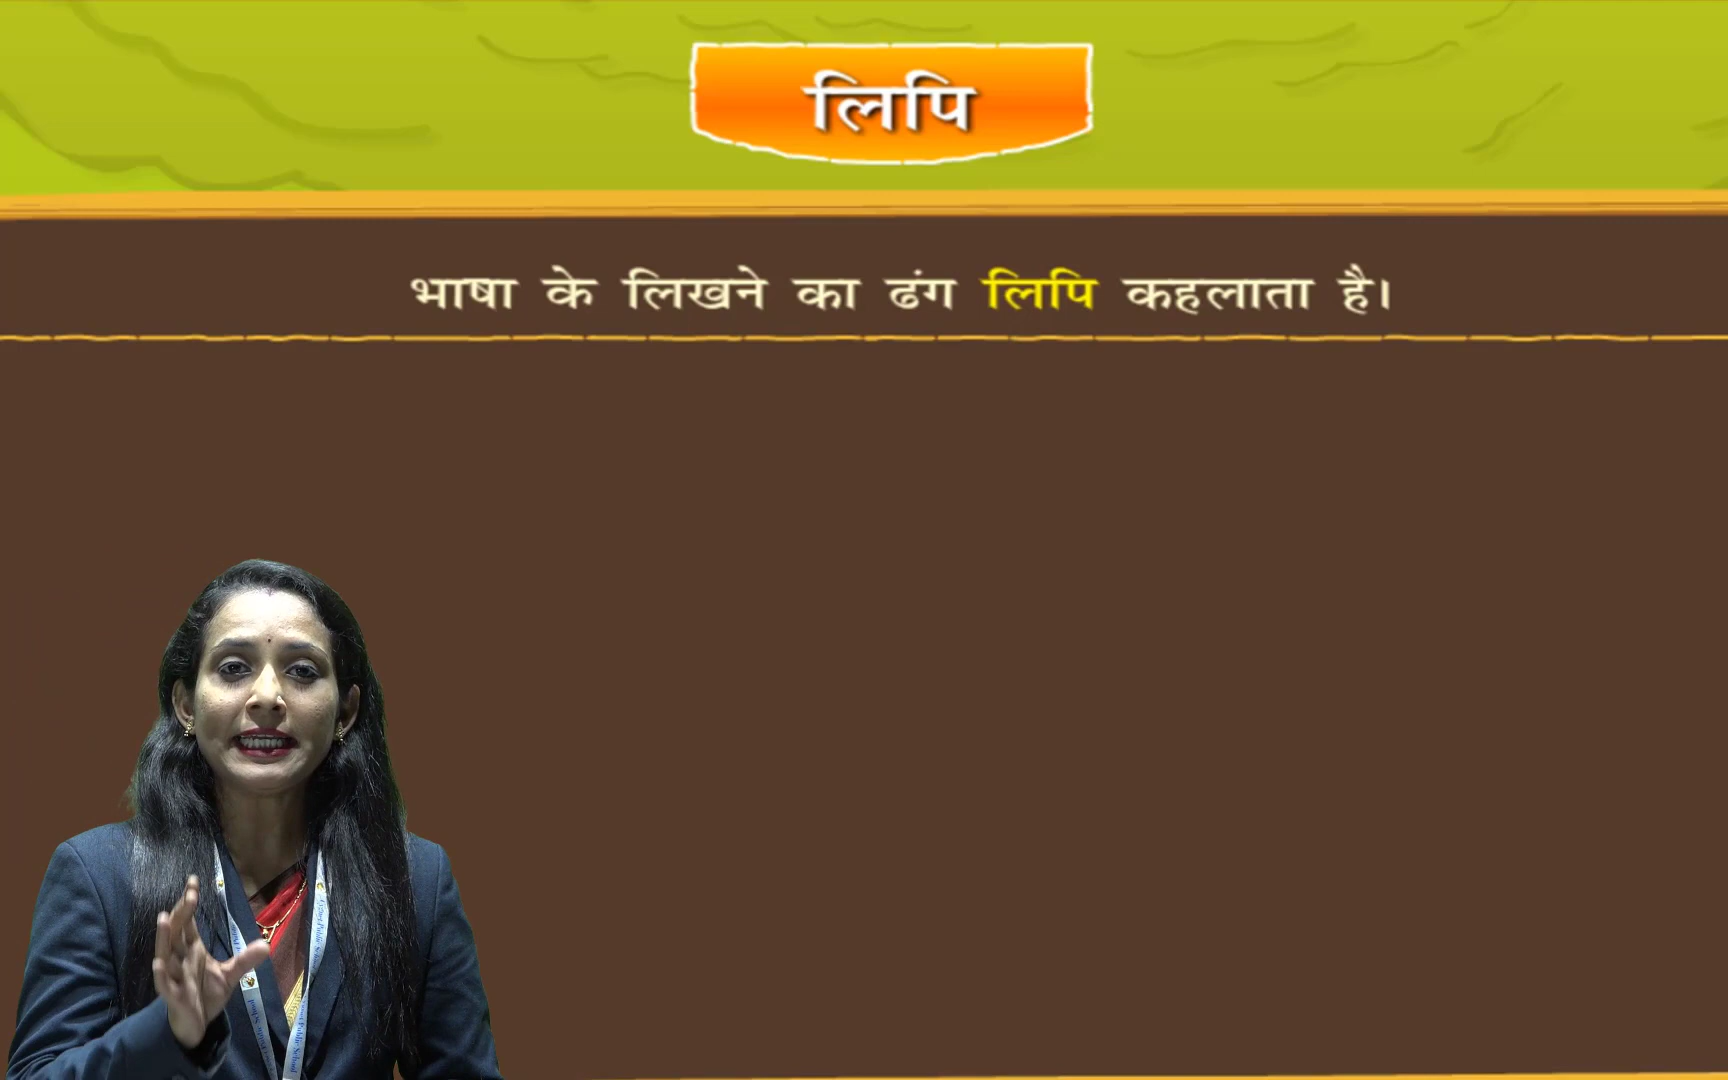 लिपि
भाषा के लिखने का ढंग लिपि कहलाता है।